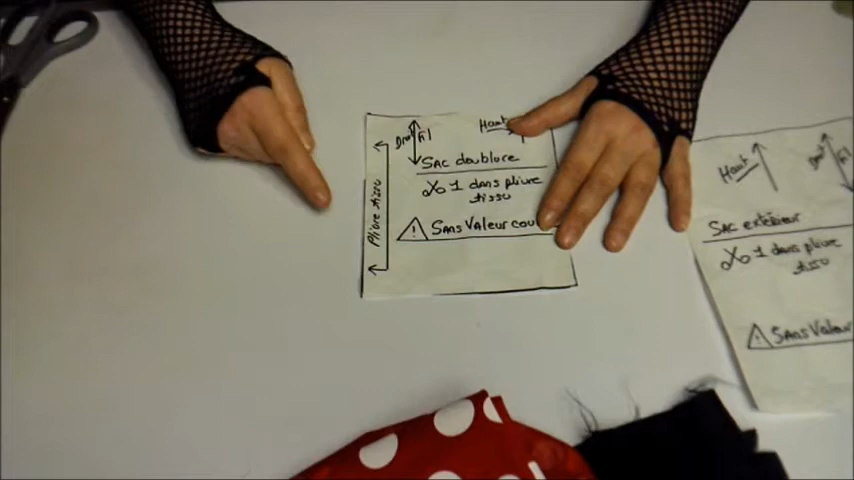 Droit fil
Haut
Sac doublure
1 dans pliure
tissu
Sans Valeur
Pliure tissu
Haut
Droit fil
Sac extérieur
1 dans pliure
tissu
Sans Valeur